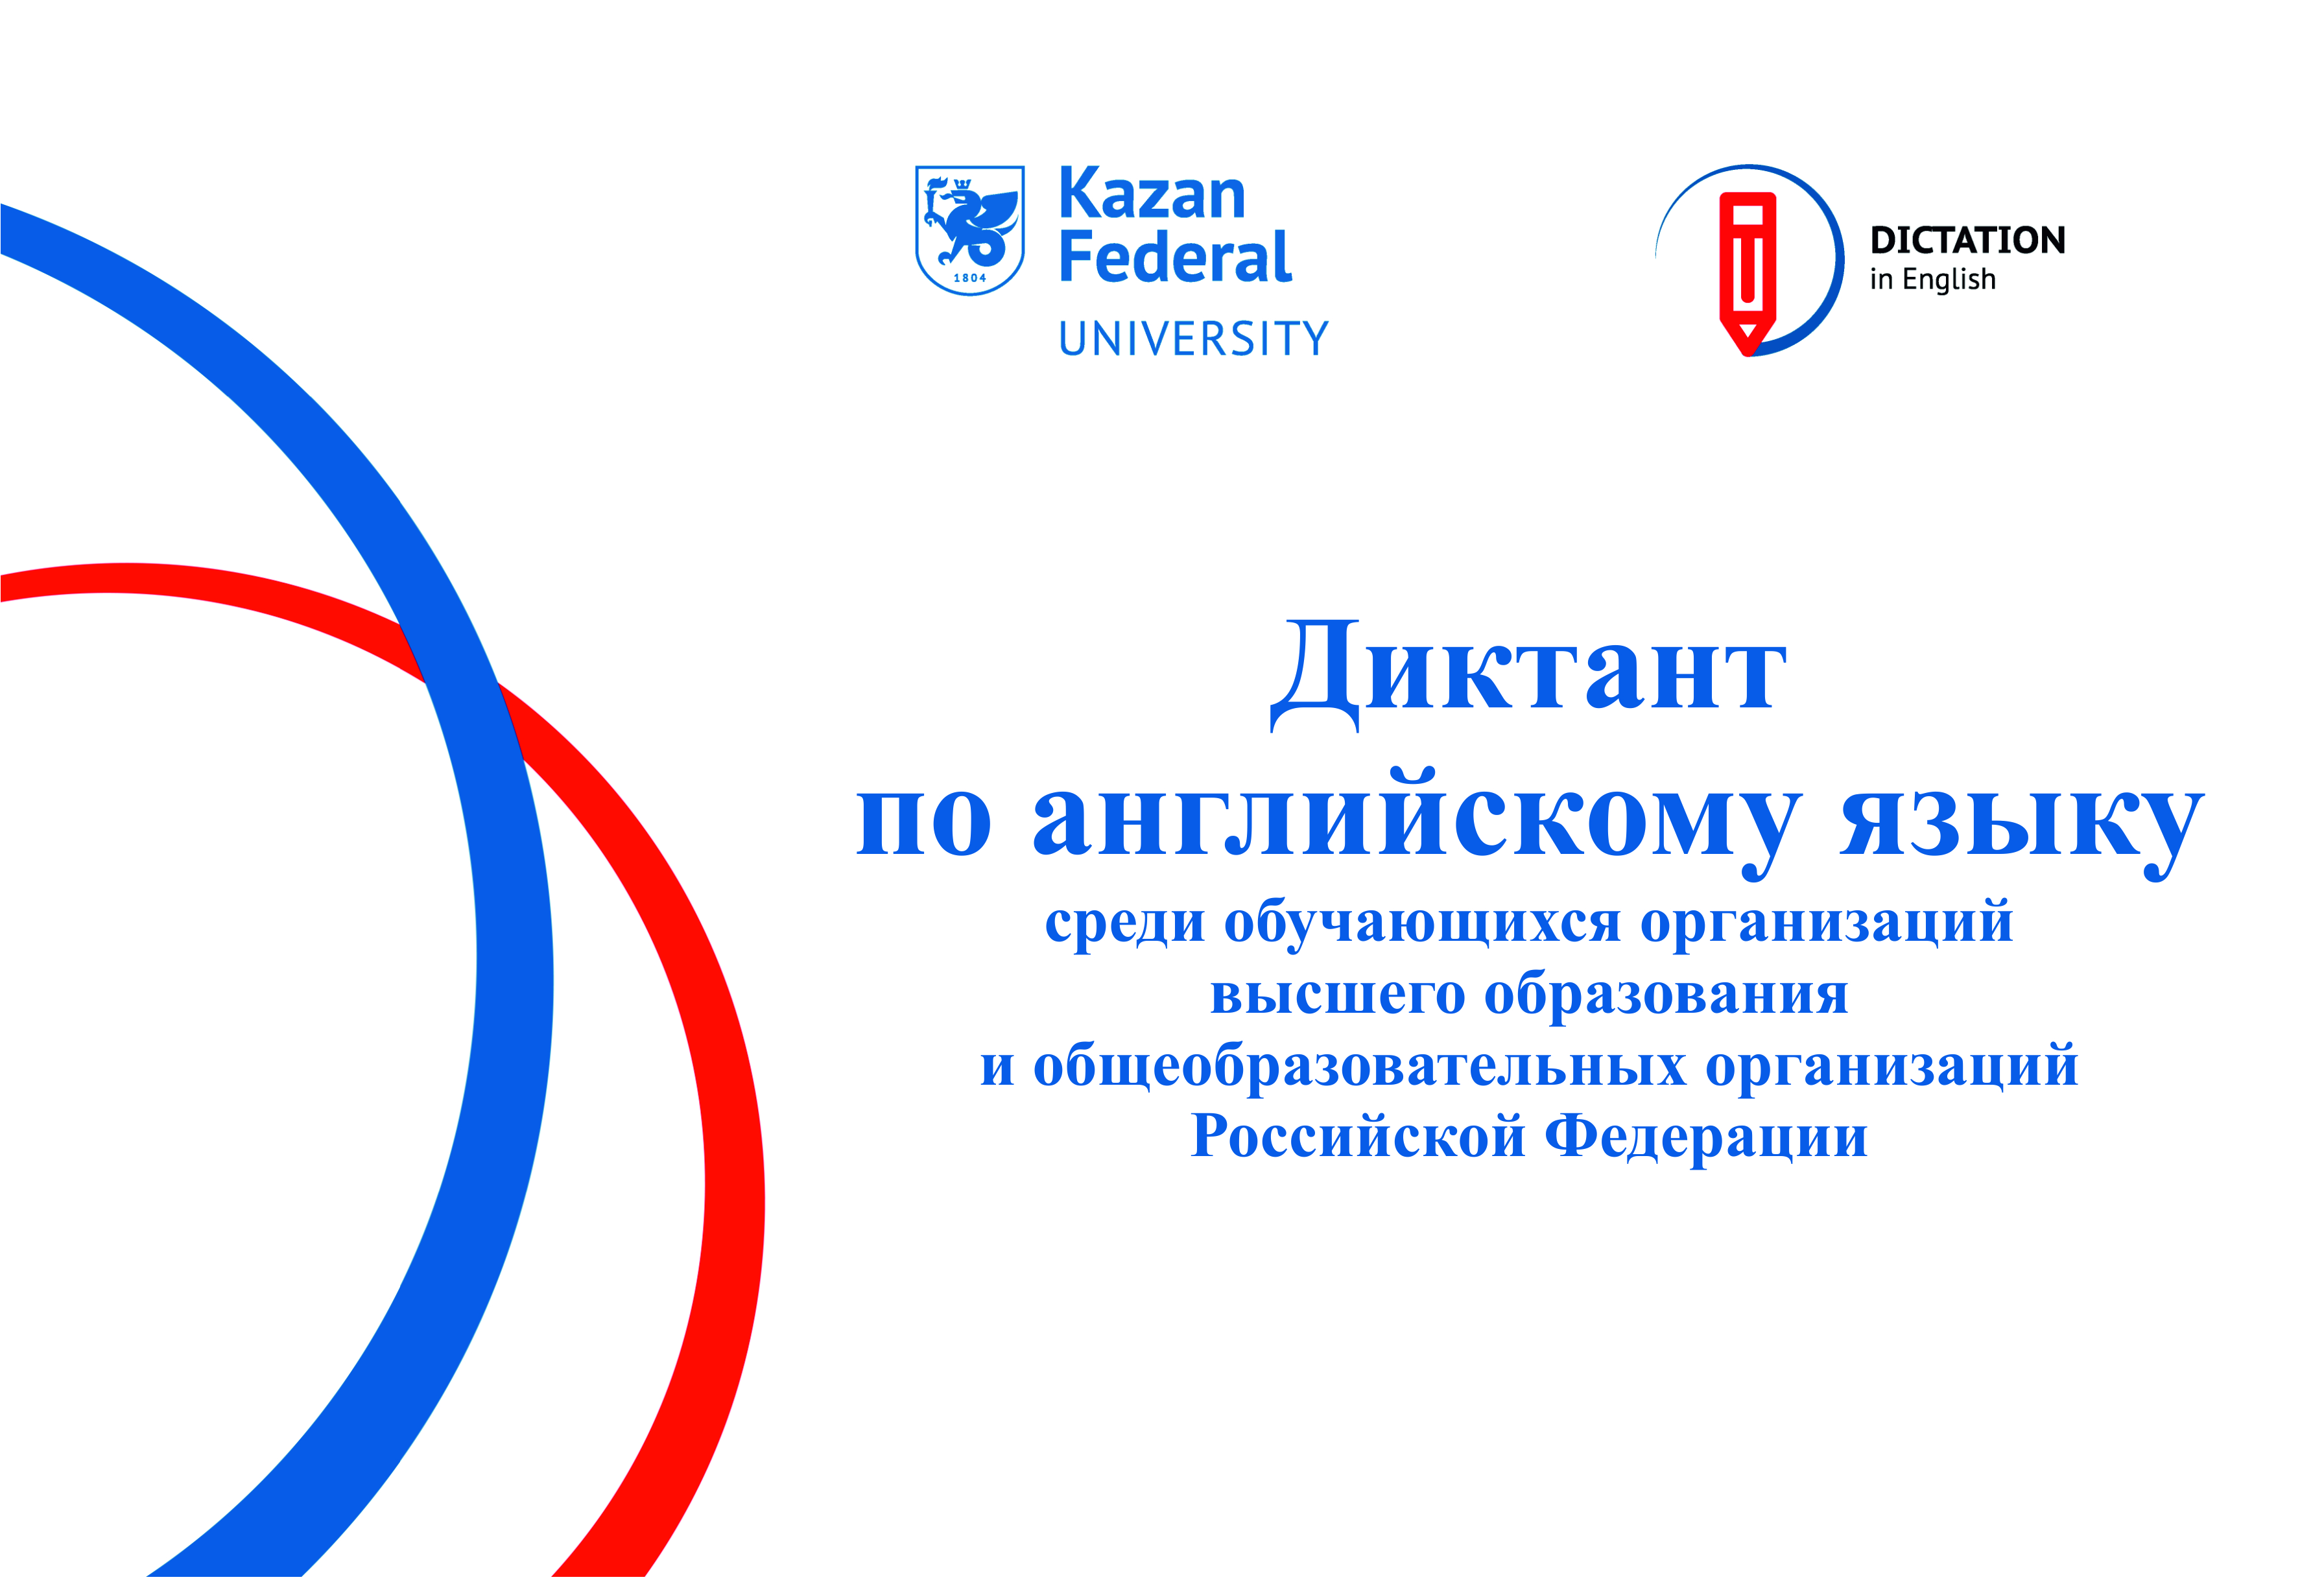 1804
Kazan
Federal
UNIVERSITY
DICTATION
in English
Диктант
по английскому языку
среди обучающихся организаций
высшего образования
и общеобразовательных организаций
Российской Федерации